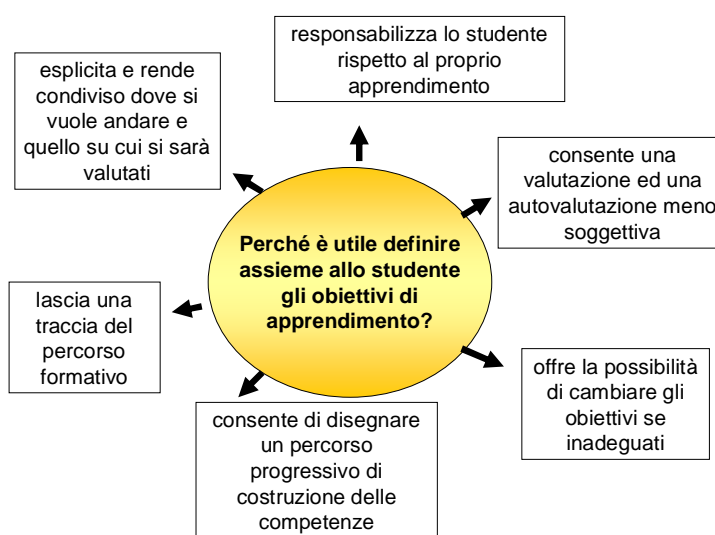 responsabilizza lo studente
rispetto al proprio
apprendimento
esplicita e rende
condiviso dove si
vuole andare e
quello su cui si sarà
valutati
consente una
valutazione ed una
autovalutazione meno
soggettiva
Perché è utile definire
assieme allo studente
gli obiettivi di
apprendimento?
lascia una
traccia del
percorso
formativo
offre la possibilità
di cambiare gli
obiettivi se
inadeguati
consente di disegnare
un percorso
progressivo di
costruzione delle
competenze